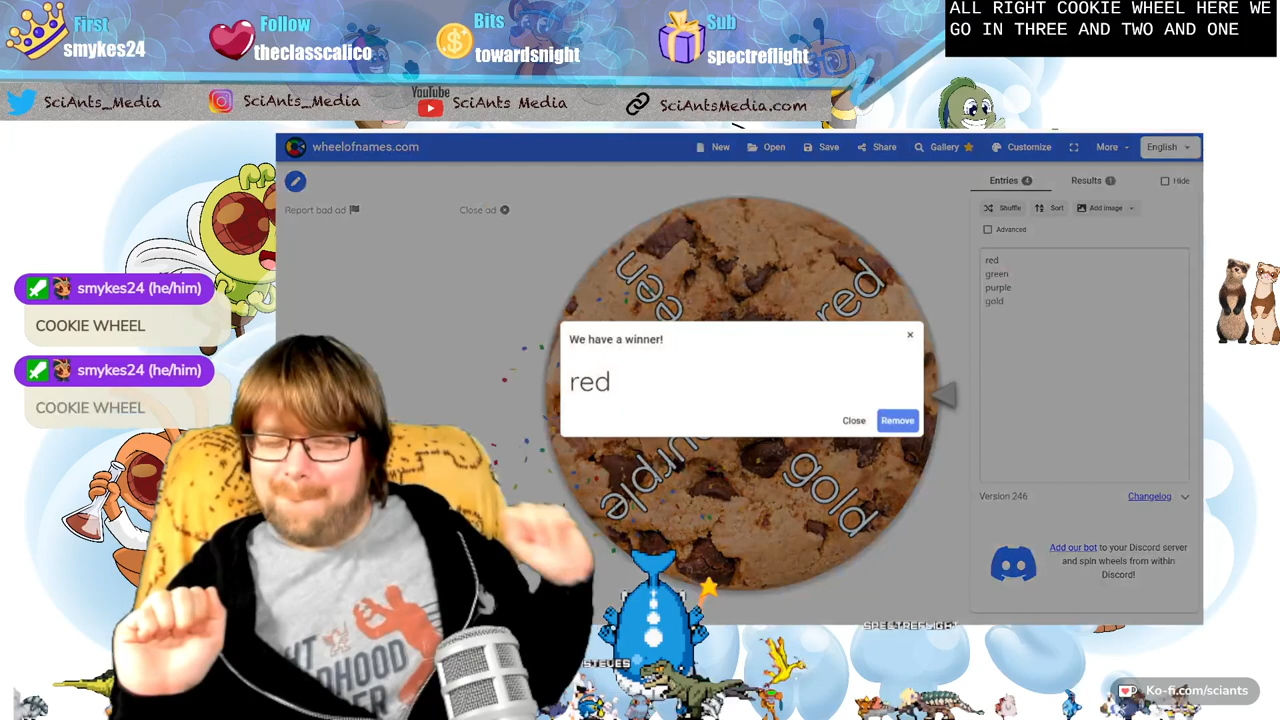 First
smykes24
Follow
theclasscalico
Bits
towardsnight
Sub
spectreflight
ALL RIGHT COOKIE WHEEL HERE WE
GO IN THREE AND TWO AND ONE
SciAnts_Media
SciAnts_Media
YouTube
SciAnts Media
SciAntsMedia.com
wheelofnames.com
New
Open
Save
Share
Gallery
Customize
More
English
Report bad ad
Close ad
Entries 4
Results 1
Hide
Shuffle
Sort
Add image
Advanced
red
green
purple
gold
red
gold
We have a winner!
red
Close
Remove
smykes24 (he/him)
COOKIE WHEEL
smykes24 (he/him)
COOKIE WHEEL
Version 246
Changelog
Add our bot to your Discord server
and spin wheels from within
Discord!
SPECTREFLIGHT
Ko-fi.com/sciants